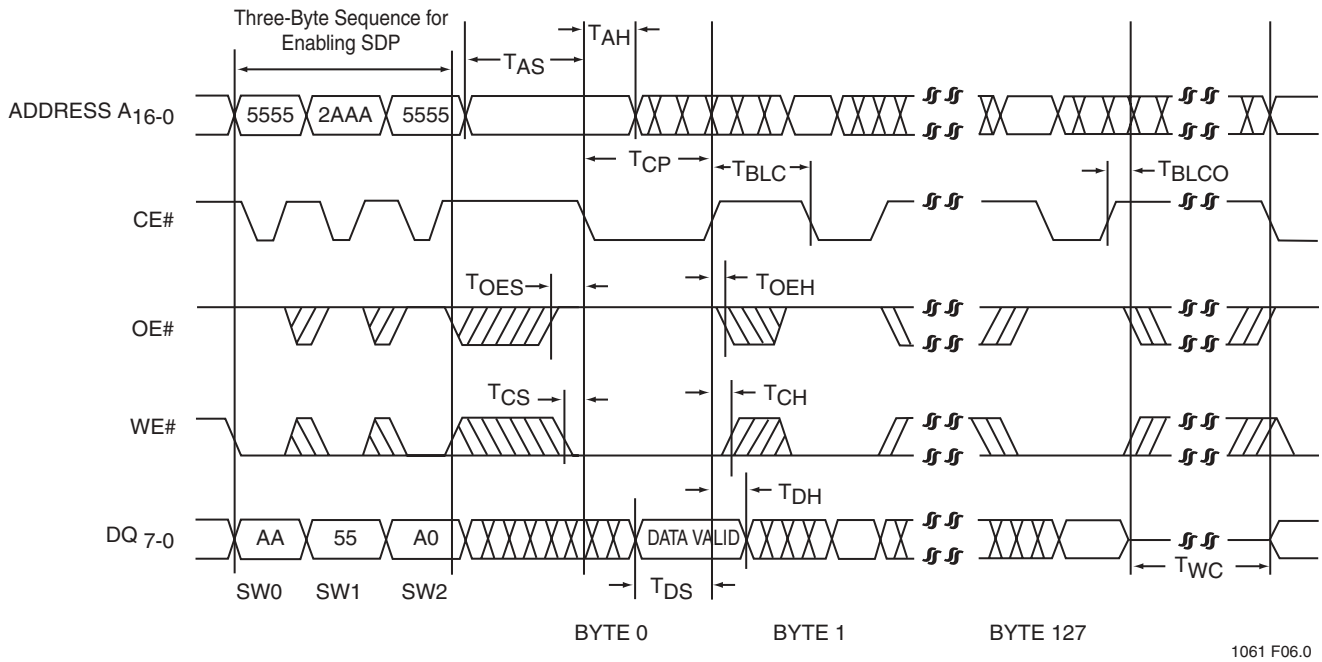 Three-Byte Sequence for
Enabling SDP
TAS
TAH
ADDRESS A16-0
5555
2AAA
5555
TCP
TBLC
TBLCO
CE#
TOES
TOEH
OE#
TCS
TCH
WE#
TDH
DQ 7-0
AA
55
A0
DATA VALID
SW0
SW1
SW2
TDS
TWC
BYTE 0
BYTE 1
BYTE 127
1061 F06.0